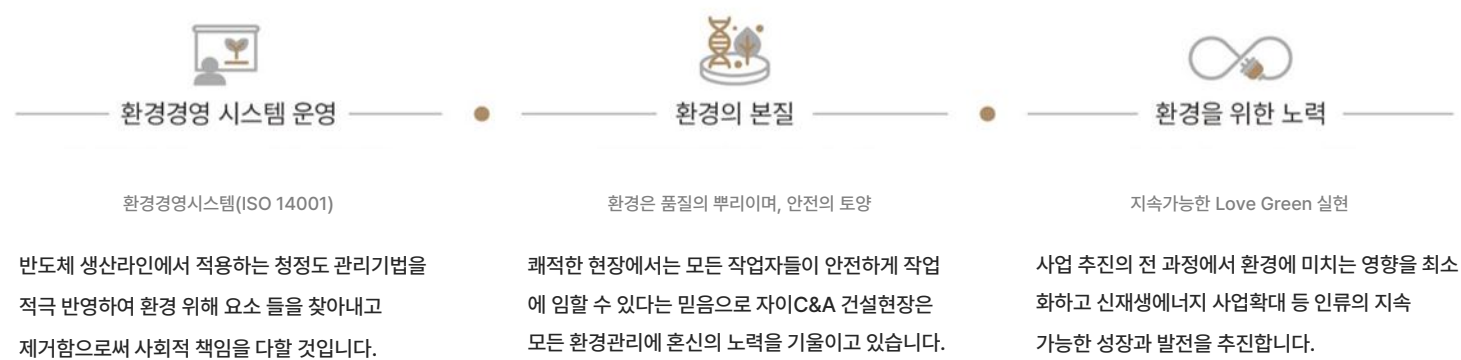 환경경영 시스템 운영
환경경영시스템(ISO 14001)
반도체 생산라인에서 적용하는 청정도 관리기법을
적극 반영하여 환경 위해 요소 들을 찾아내고
제거함으로써 사회적 책임을 다할 것입니다.
환경의 본질
환경은 품질의 뿌리이며, 안전의 토양
쾌적한 현장에서는 모든 작업자들이 안전하게 작업
에 임할 수 있다는 믿음으로 자이C&A 건설현장은
모든 환경관리에 혼신의 노력을 기울이고 있습니다.
환경을 위한 노력
지속가능한 Love Green 실현
사업 추진의 전 과정에서 환경에 미치는 영향을 최소
화하고 신재생에너지 사업확대 등 인류의 지속
가능한 성장과 발전을 추진합니다.